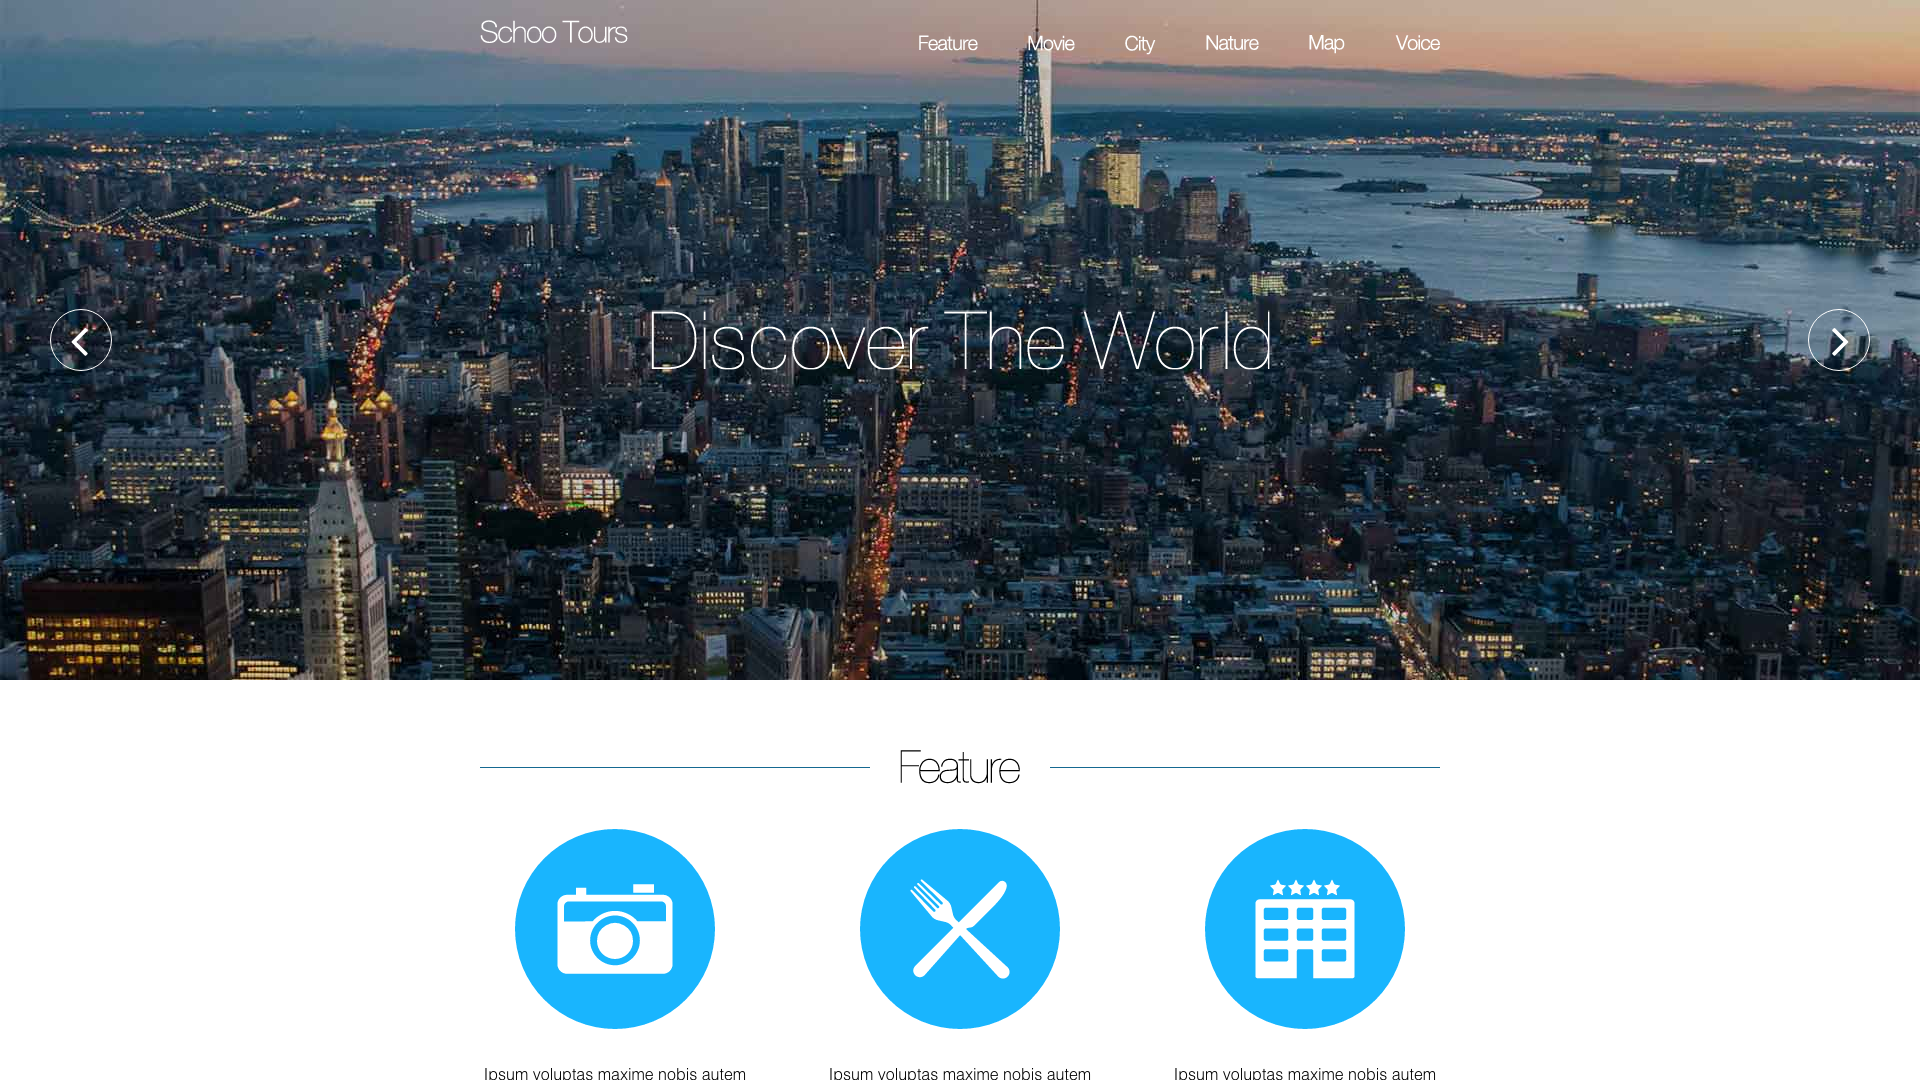 Schoo Tours
Feature Movie City Nature Map Voice
Discover The World
Feature
Ipsum voluptas maxime nobis autem
Ipsum voluptas maxime nobis autem
Ipsum voluptas maxime nobis autem